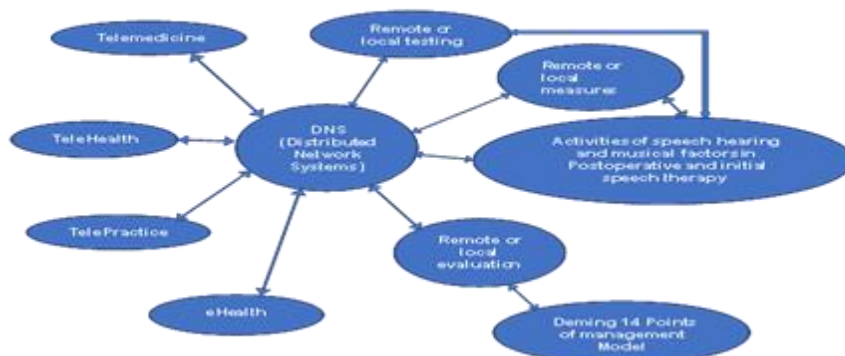 Telemedicine
Remote or
local testing
Remote or
local
measures
DNS
(Distributed
Network
Systems)
TeleHealth
Activities of speech hearing
and musical factors in
Postoperative and initial
speech therapy
TelePractice
Remote or
local
evaluation
eHealth
Deming 14 Points
of management
Model